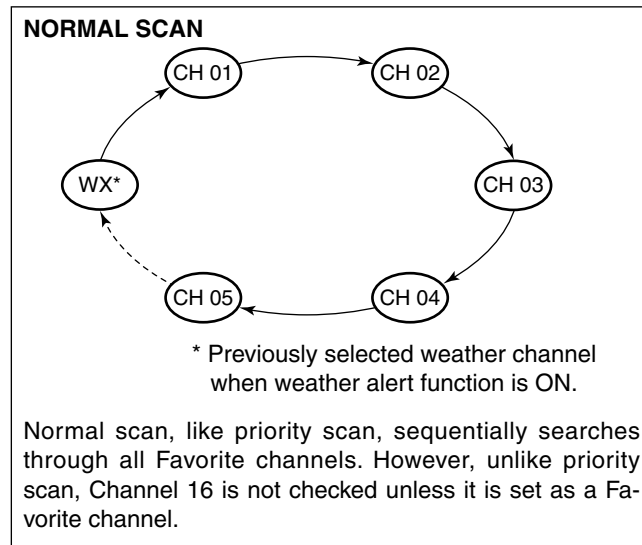 NORMAL SCAN
CH 01
CH 02
WX*
CH 03
CH 05
CH 04
* Previously selected weather channel
when weather alert function is ON.
Normal scan, like priority scan, sequentially searches
through all Favorite channels. However, unlike priority
scan, Channel 16 is not checked unless it is set as a Fa-
vorite channel.